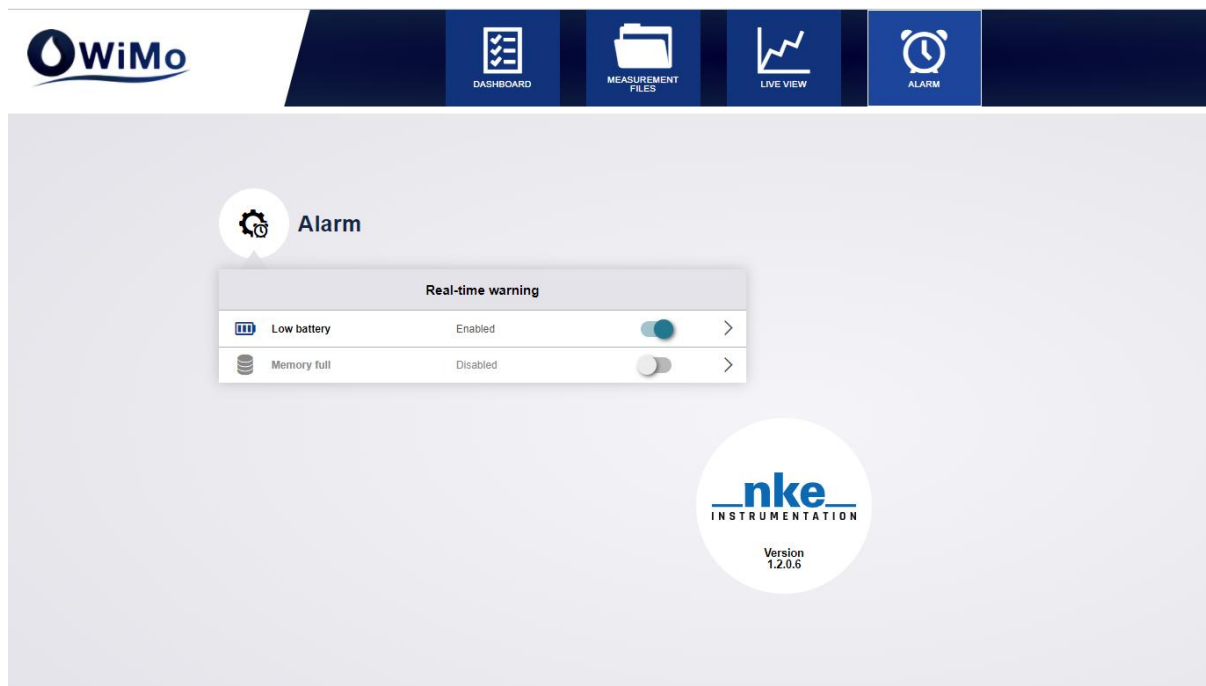 WiMo
DASHBOARD
MEASUREMENT
FILES
LIVE VIEW
ALARM
Alarm
Real-time warning
Low battery Enabled
Memory full Disabled
nke
INSTRUMENTATION
Version
1.2.0.6